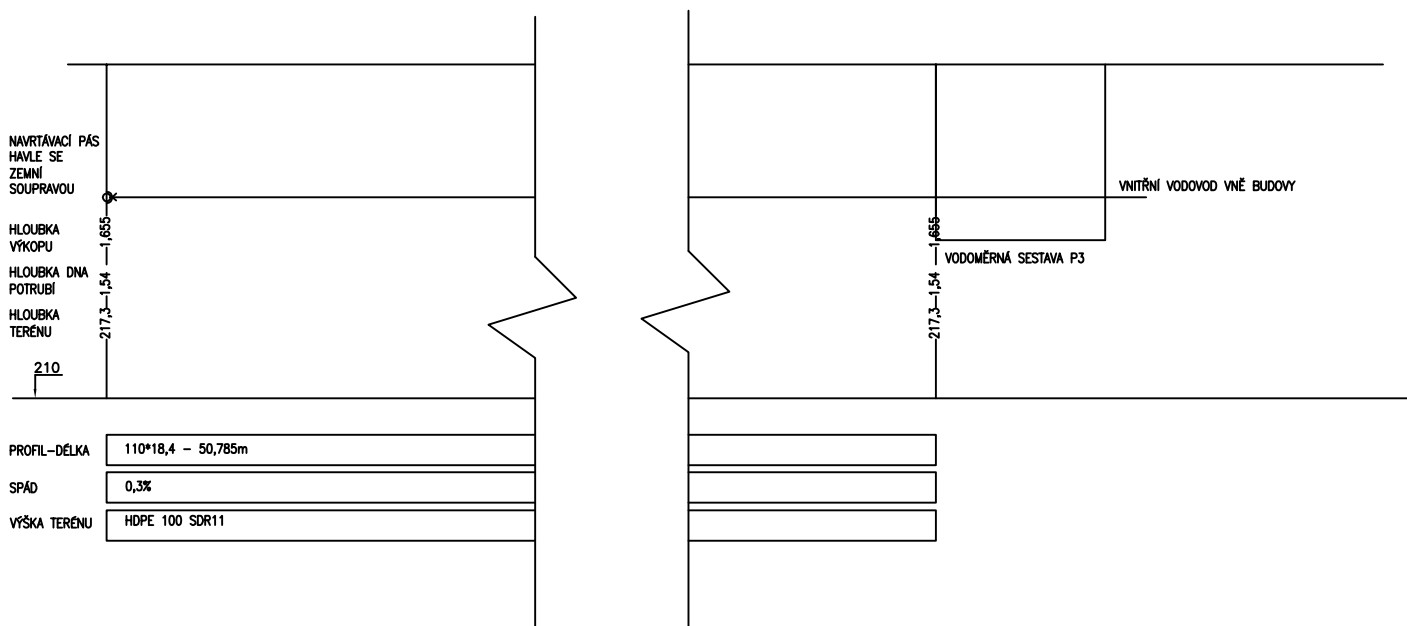 NAVRTÁVACÍ PÁS
HAVLE SE
ZEMNÍ
SOUPRAVOU
VNITŘNÍ VODOVOD VNĚ BUDOVY
HLOUBKA
VÝKOPU
1,655
1,655
VODOMĚRNÁ SESTAVA P3
HLOUBKA DNA
POTRUBÍ
1,54
1,54
HLOUBKA
TERÉNU
217,3
217,3
210
PROFIL-DÉLKA
110*18,4 - 50,785m
SPÁD
0,3%
VÝŠKA TERÉNU
HDPE 100 SDR11